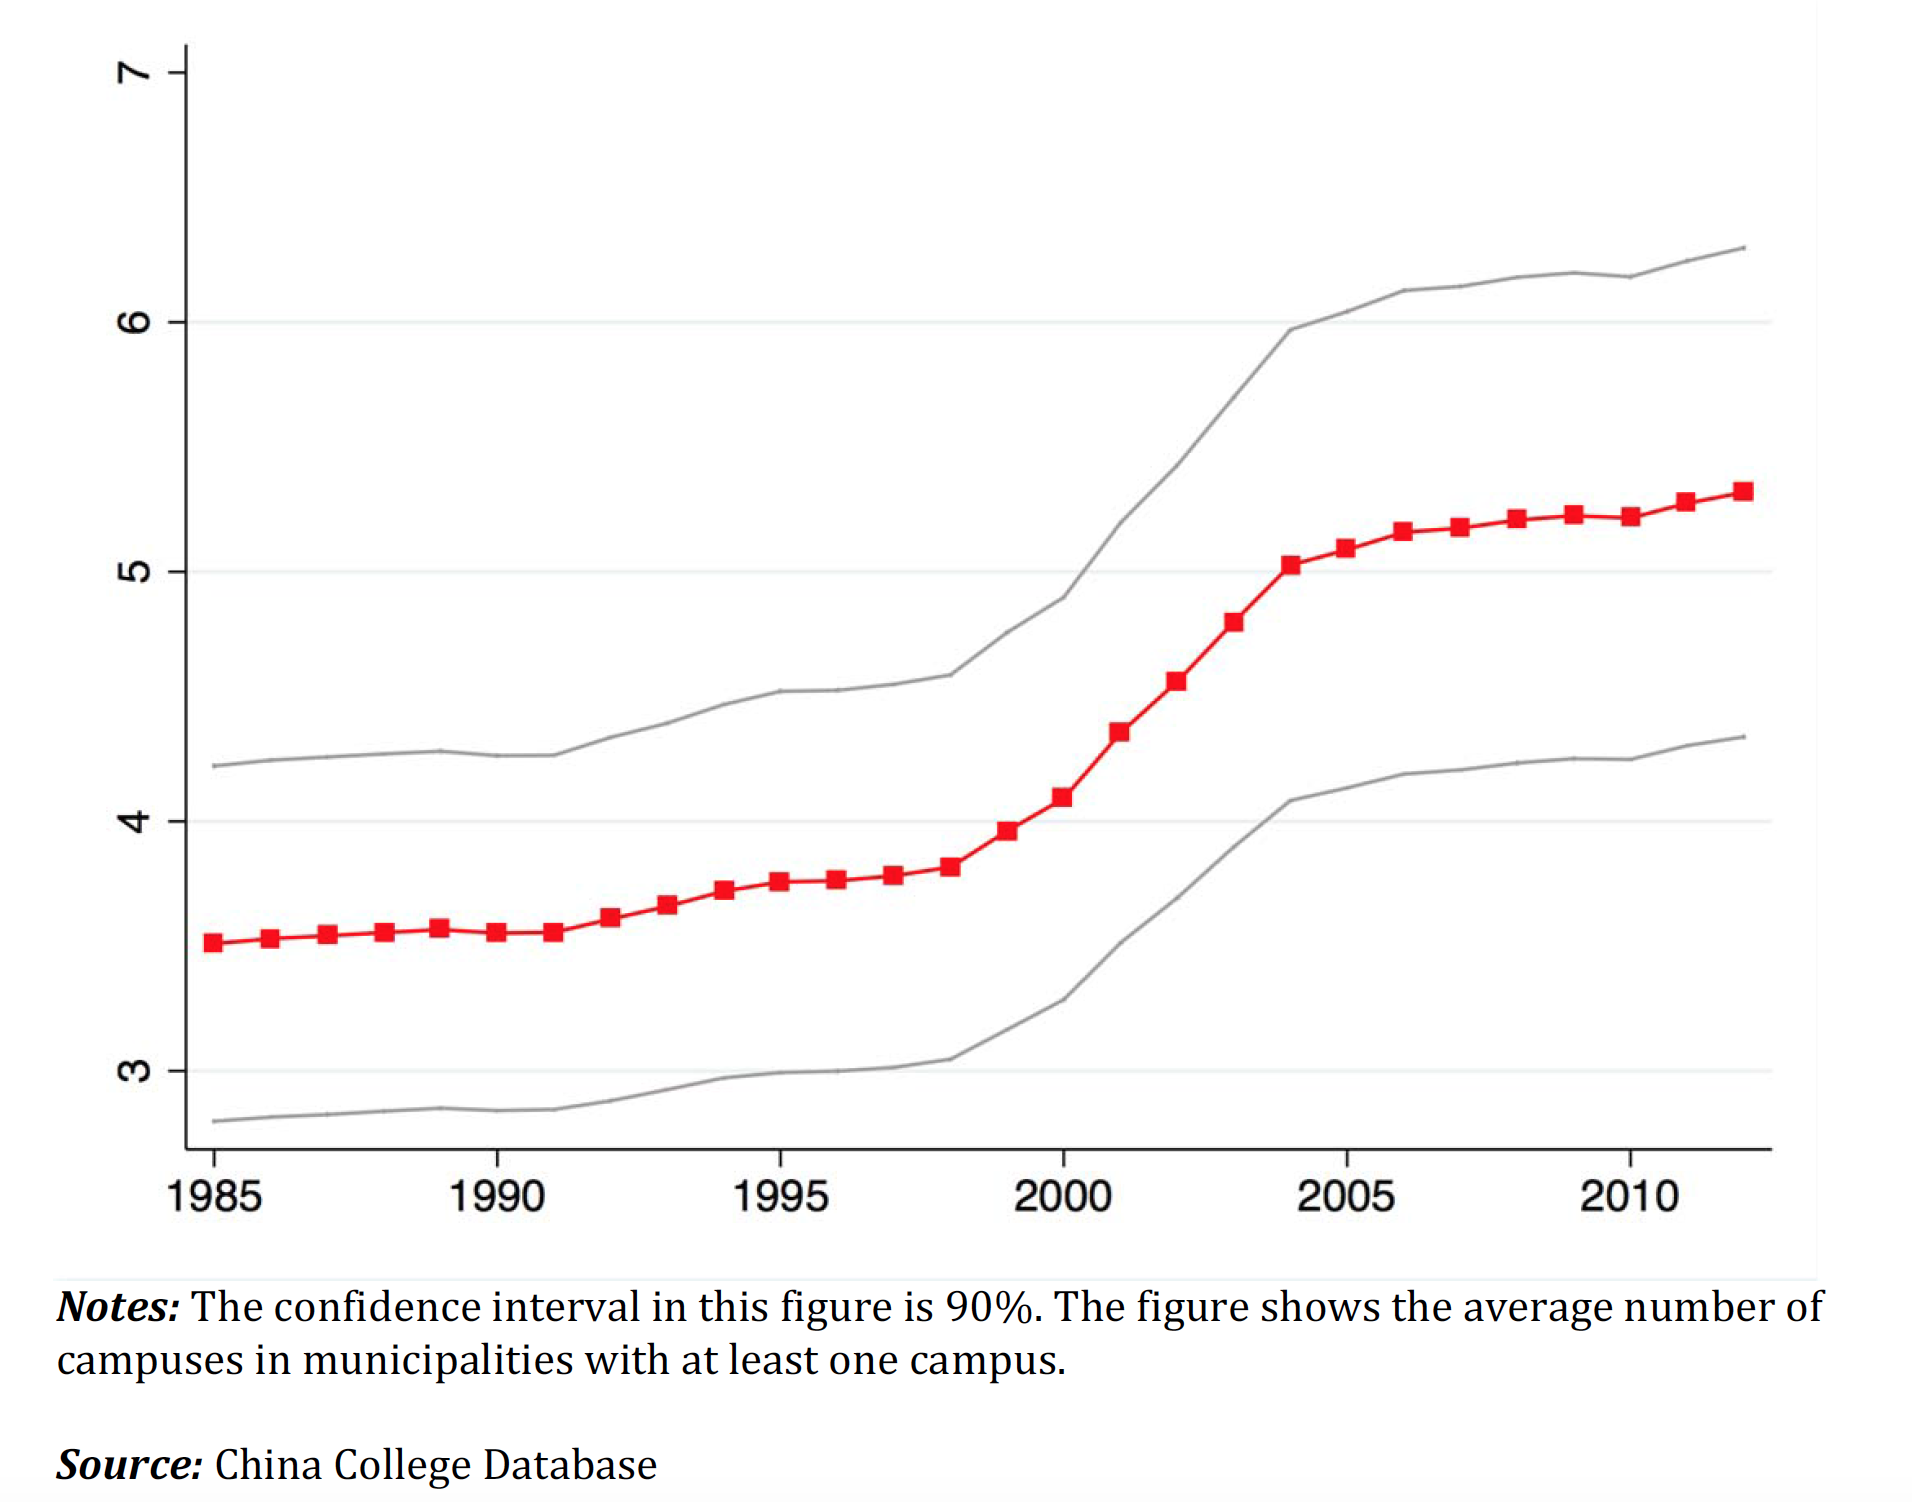 7
6
5
4
3
1985 1990 1995 2000 2005 2010
Notes: The confidence interval in this figure is 90%. The figure shows the average number of
campuses in municipalities with at least one campus.
Source: China College Database